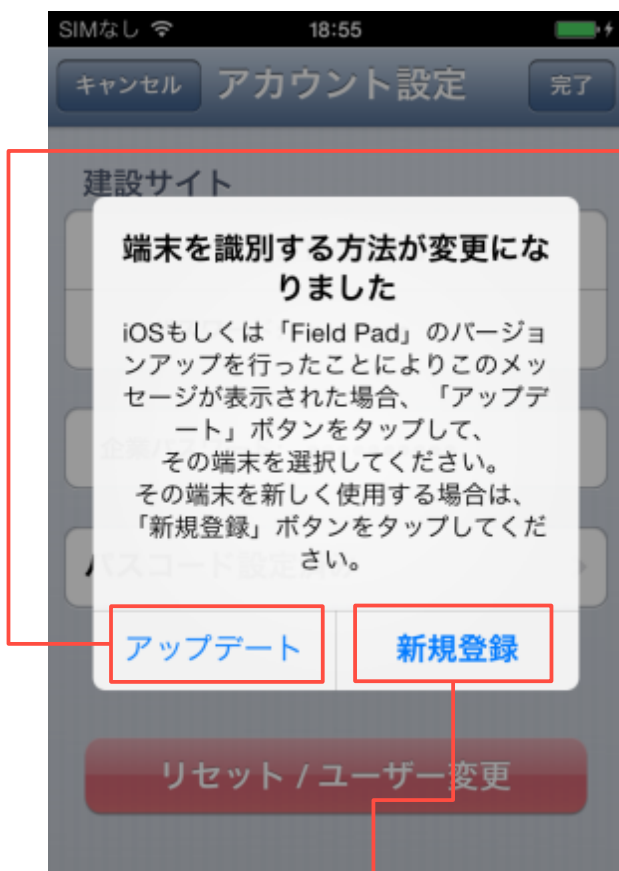 SIMなし 18:55
キャンセル アカウント設定 完了
建設サイト
端末を識別する方法が変更にな
りました
iOSもしくは「Field Pad」のバージョ
ンアップを行ったことによりこのメッ
セージが表示された場合、「アップデ
ート」ボタンをタップして、
その端末を選択してください。
その端末を新しく使用する場合は、
「新規登録」ボタンをタップしてくだ
さい。
パスコード設定
アップデート 新規登録
リセット / ユーザー変更